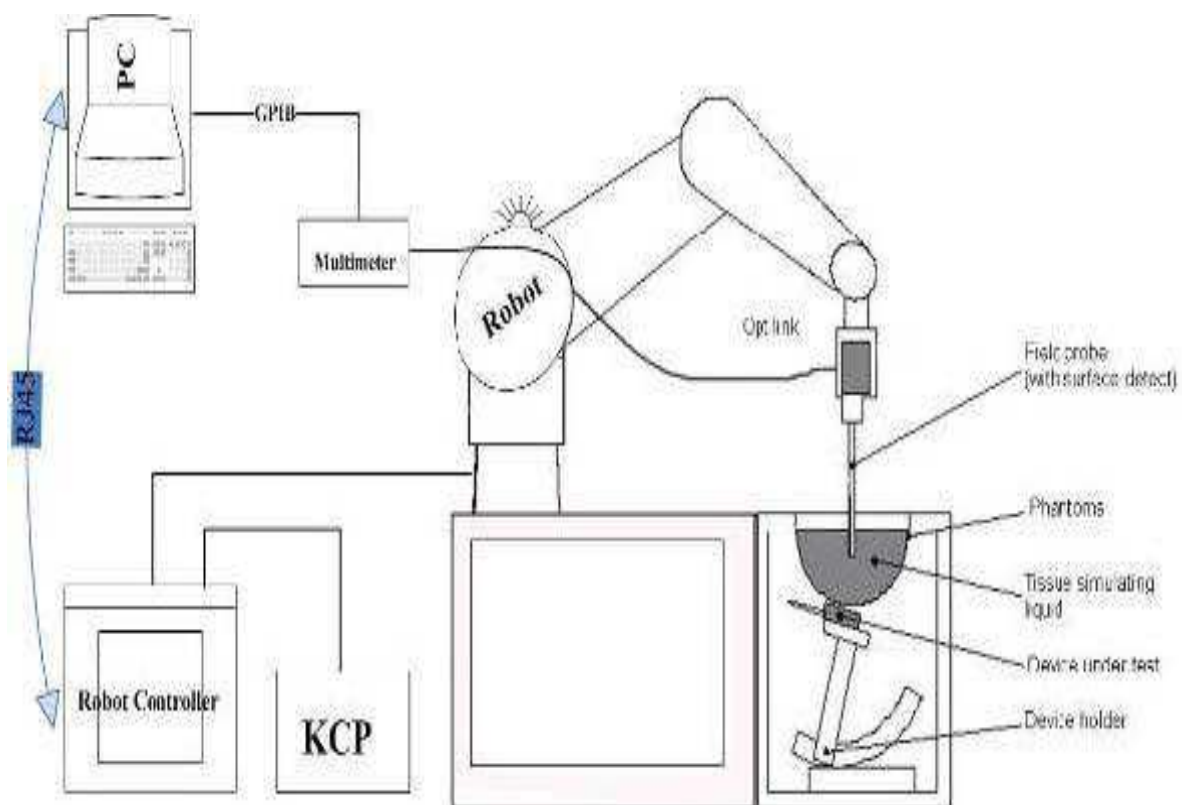 PC
GPIB
Multimeter
Robot
Opt link
Field probe
(with surface detect)
RJ45
Phantoms
Tissue simulating
liquid
Device under test
Robot Controller
KCP
Device holder